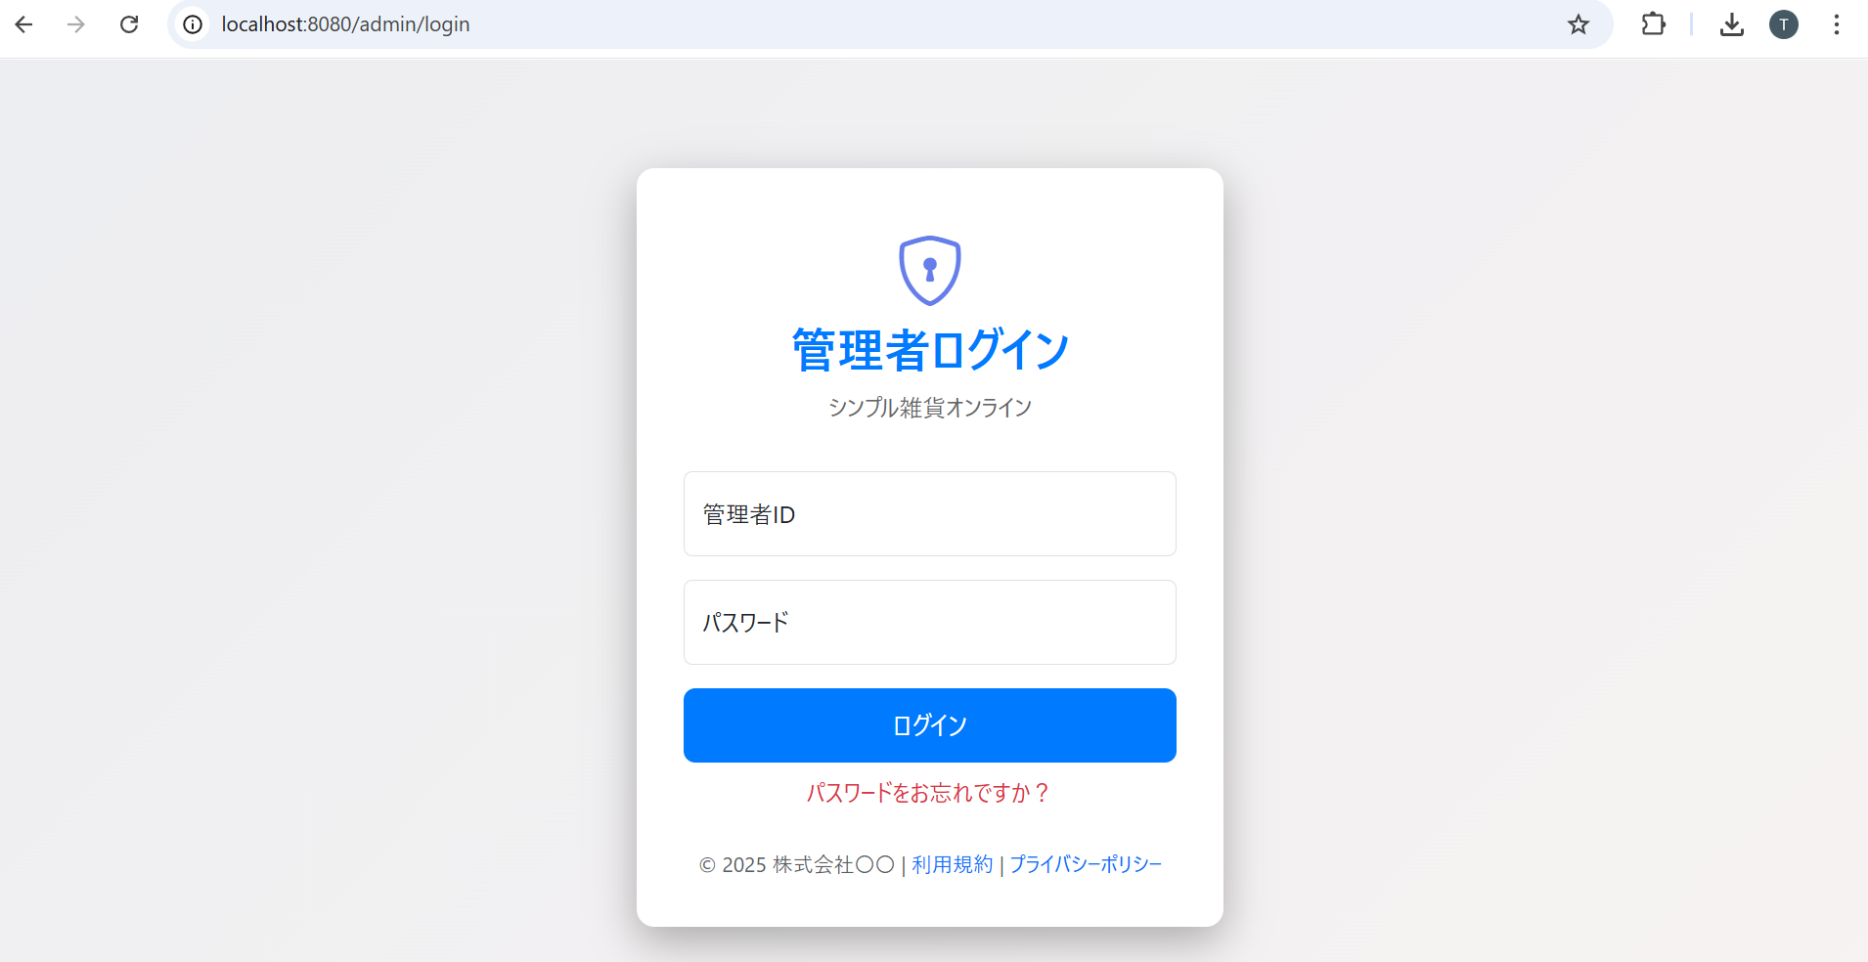 localhost:8080/admin/login
T
管理者ログイン
シンプル雑貨オンライン
管理者ID
パスワード
ログイン
パスワードをお忘れですか？
© 2025 株式会社〇〇 | 利用規約 | プライバシーポリシー